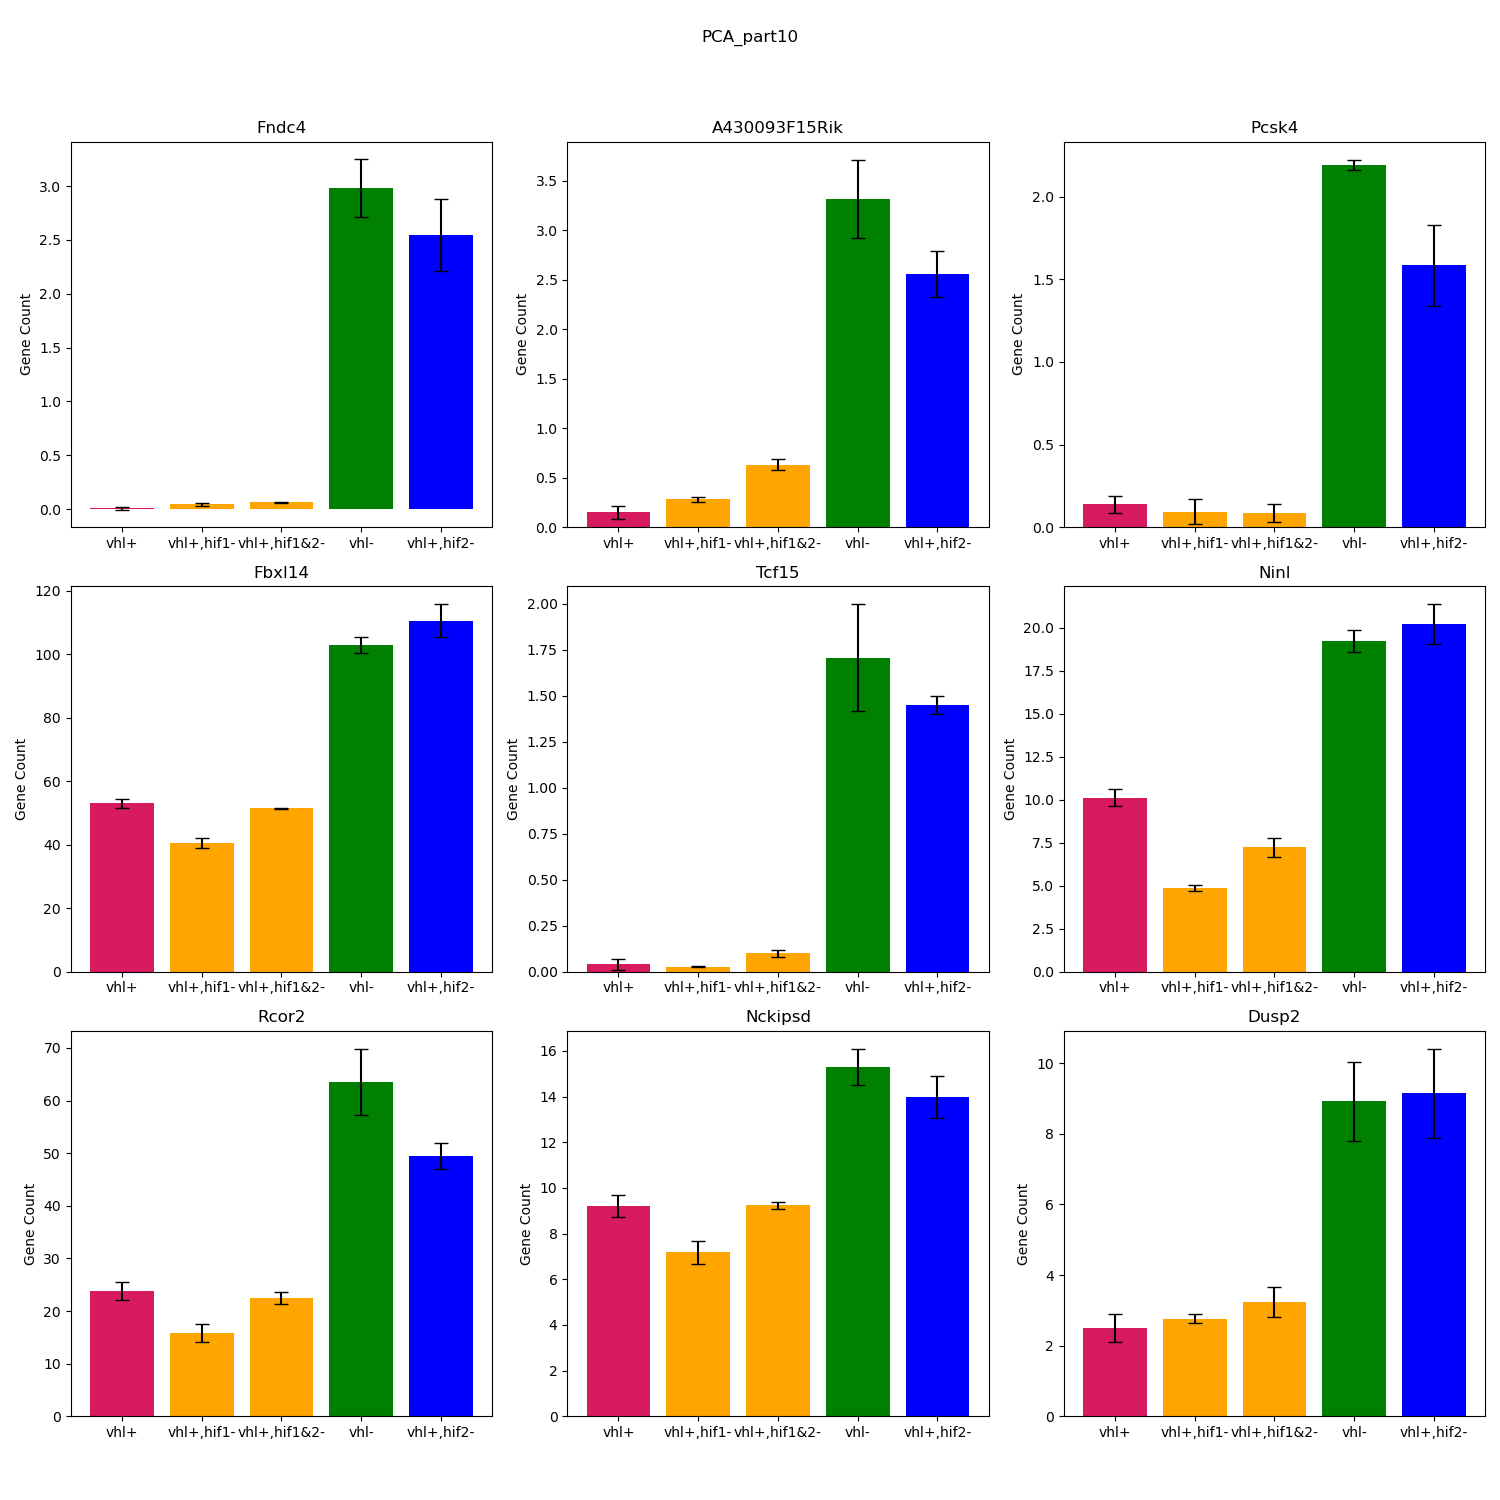 PCA_part10
Fndc4
A430093F15Rik
Pcsk4
3.0
2.5
2.0
1.5
1.0
0.5
0.0
Gene Count
vhl+ vhl+,hif1- vhl+,hif1&2- vhl- vhl+,hif2-
3.5
3.0
2.5
2.0
1.5
1.0
0.5
0.0
Gene Count
vhl+ vhl+,hif1- vhl+,hif1&2- vhl- vhl+,hif2-
2.0
1.5
1.0
0.5
0.0
Gene Count
vhl+ vhl+,hif1- vhl+,hif1&2- vhl- vhl+,hif2-
Fbxl14
Tcf15
Ninl
120
100
80
60
40
20
0
Gene Count
vhl+ vhl+,hif1- vhl+,hif1&2- vhl- vhl+,hif2-
2.00
1.75
1.50
1.25
1.00
0.75
0.50
0.25
0.00
Gene Count
vhl+ vhl+,hif1- vhl+,hif1&2- vhl- vhl+,hif2-
20.0
17.5
15.0
12.5
10.0
7.5
5.0
2.5
0.0
Gene Count
vhl+ vhl+,hif1- vhl+,hif1&2- vhl- vhl+,hif2-
Rcor2
Nckipsd
Dusp2
70
60
50
40
30
20
10
0
Gene Count
vhl+ vhl+,hif1- vhl+,hif1&2- vhl- vhl+,hif2-
16
14
12
10
8
6
4
2
0
Gene Count
vhl+ vhl+,hif1- vhl+,hif1&2- vhl- vhl+,hif2-
10
8
6
4
2
0
Gene Count
vhl+ vhl+,hif1- vhl+,hif1&2- vhl- vhl+,hif2-